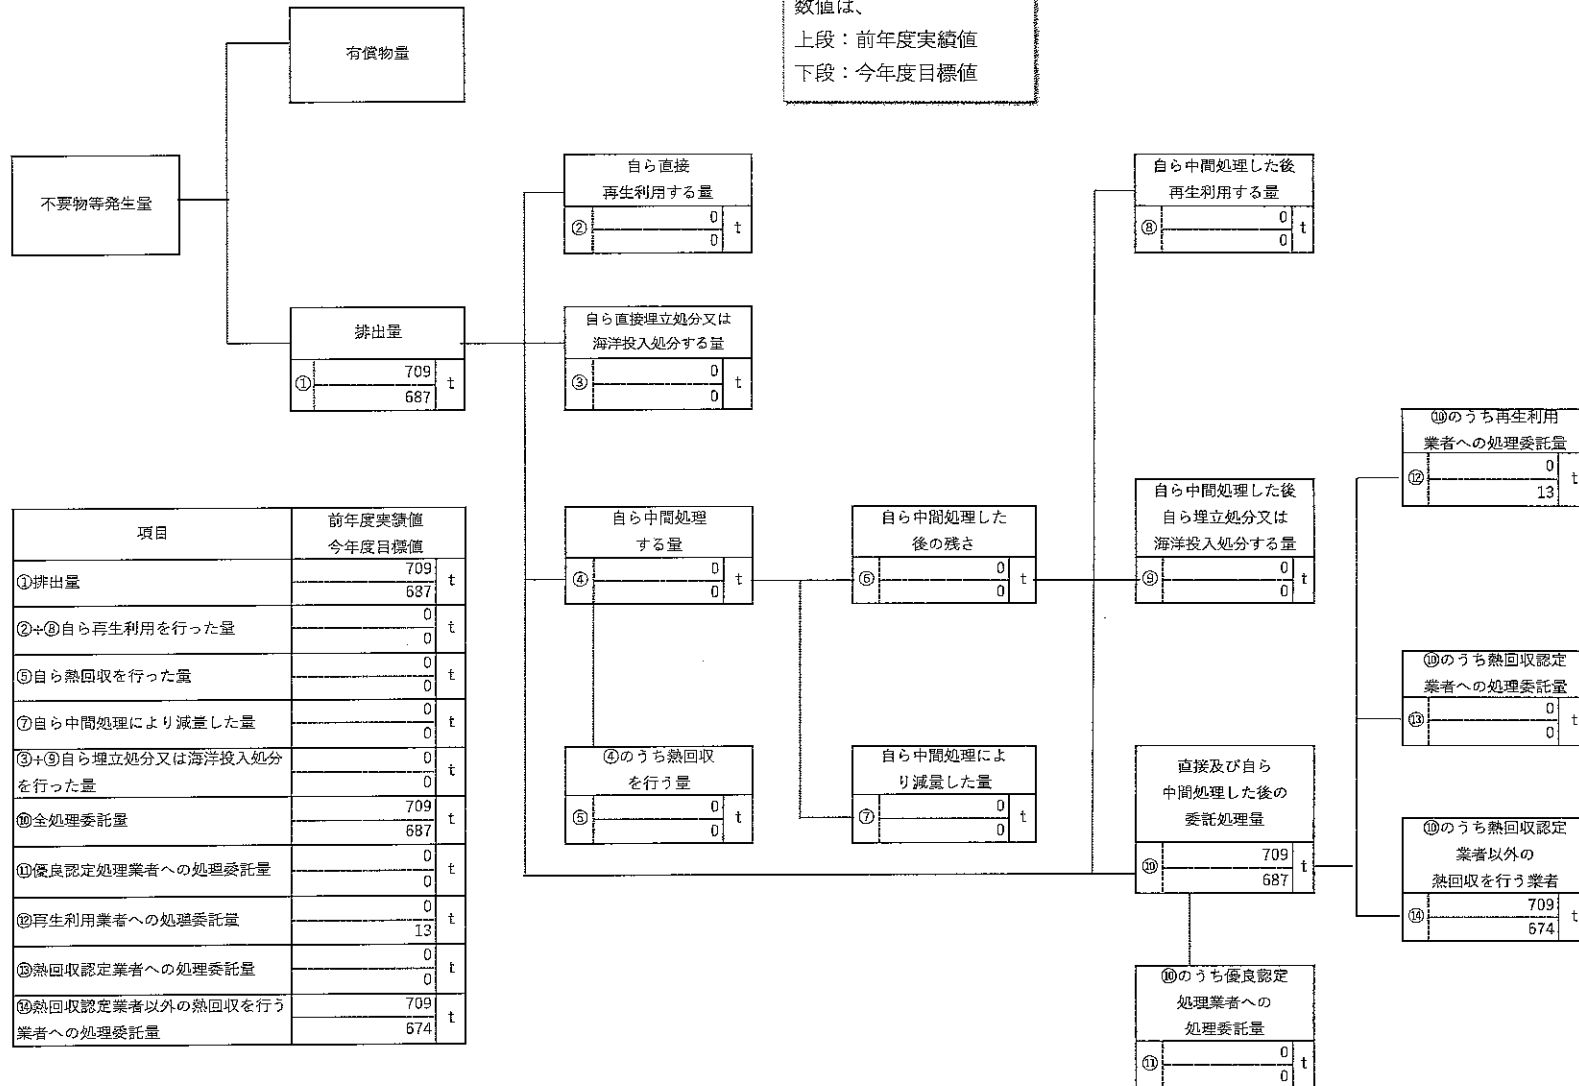 数値は、
上段：前年度実績値
下段：今年度目標値
有償物量
不要物等発生量
排出量
①
709
687
t
自ら直接
再生利用する量
②
0
0
t
自ら直接埋立処分又は
海洋投入処分する量
③
0
0
t
自ら中間処理
する量
④
0
0
t
④のうち熱回収
を行う量
⑤
0
0
t
自ら中間処理した
後の残さ
⑥
0
0
t
自ら中間処理によ
り減量した量
⑦
0
0
t
自ら中間処理した後
再生利用する量
⑧
0
0
t
自ら中間処理した後
自ら埋立処分又は
海洋投入処分する量
⑨
0
0
t
直接及び自ら
中間処理した後の
委託処理量
⑩
709
687
t
⑩のうち優良認定
処理業者への
処理委託量
⑪
0
0
t
⑩のうち再生利用
業者への処理委託量
⑫
0
13
t
⑩のうち熱回収認定
業者への処理委託量
⑬
0
0
t
⑩のうち熱回収認定
業者以外の
熱回収を行う業者
⑭
709
674
t
項目
前年度実績値
今年度目標値
①排出量
709
687
t
②+⑧自ら再生利用を行った量
0
0
t
⑤自ら熱回収を行った量
0
0
t
⑦自ら中間処理により減量した量
0
0
t
③+⑨自ら埋立処分又は海洋投入処分
を行った量
0
0
t
⑩全処理委託量
709
687
t
⑪優良認定処理業者への処理委託量
0
0
t
⑫再生利用業者への処理委託量
0
13
t
⑬熱回収認定業者への処理委託量
0
0
t
⑭熱回収認定業者以外の熱回収を行う
業者への処理委託量
709
674
t